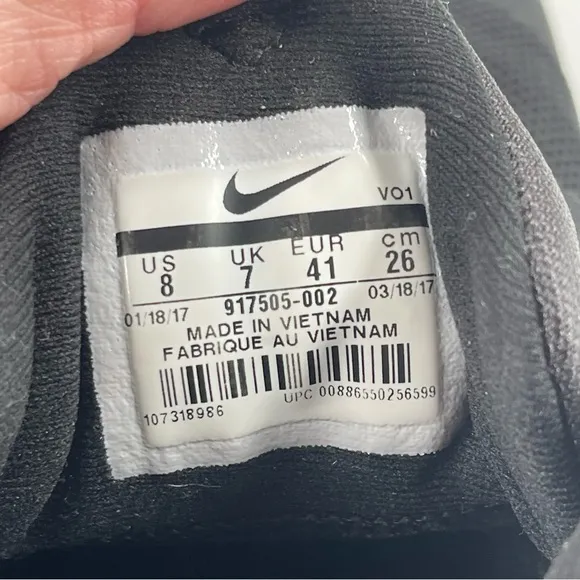 VO1
US UK EUR cm
8 7 41 26
01/18/17 917505-002 03/18/17
MADE IN VIETNAM
FABRIQUE AU VIETNAM
107318986 UPC 00886550256599